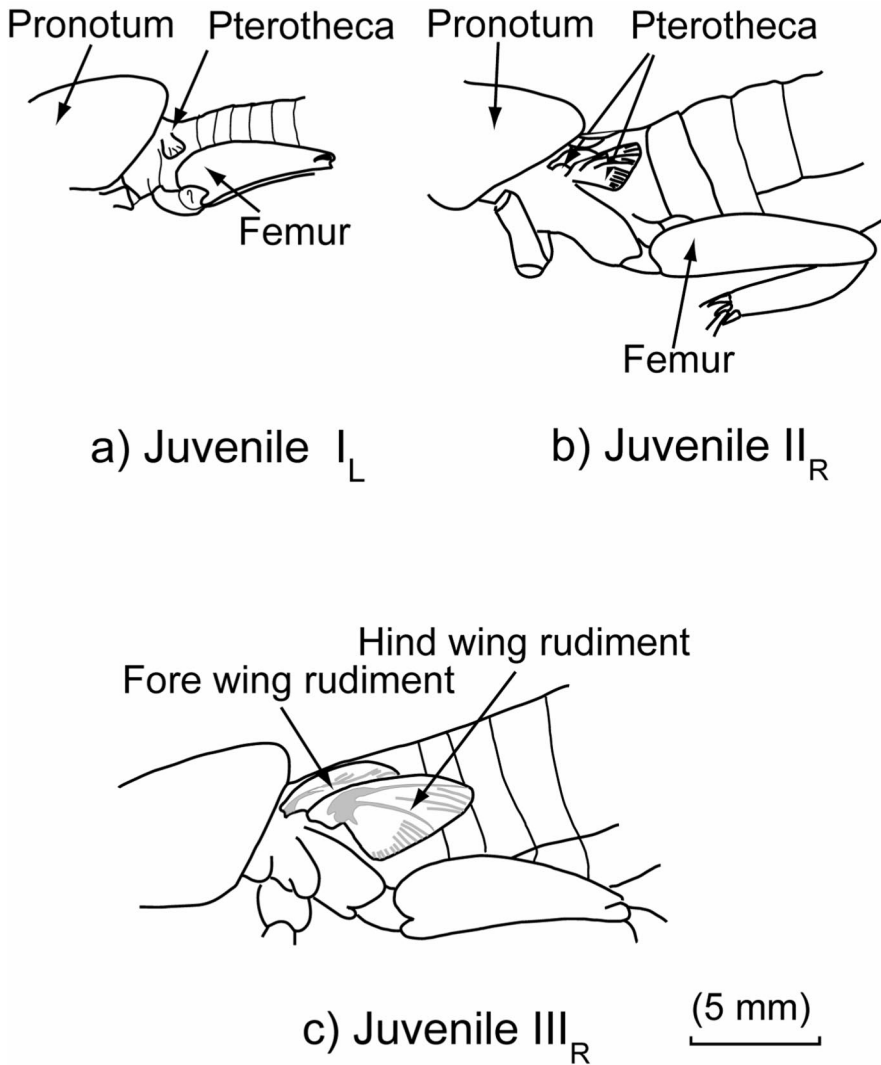 Pronotum Pterotheca
Pronotum Pterotheca
Femur
Femur
a) Juvenile I_L
b) Juvenile II_R
Hind wing rudiment
Fore wing rudiment
(5 mm)
c) Juvenile III_R